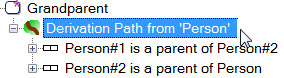 Grandparent
Derivation Path from 'Person'
Person#1 is a parent of Person#2
Person#2 is a parent of Person